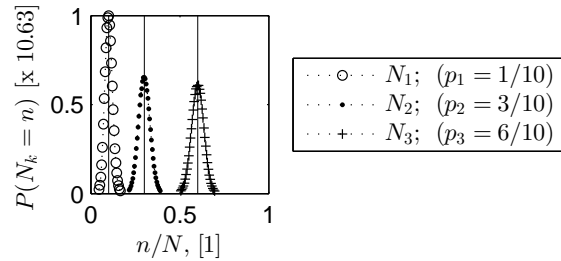 P(N_k = n) [x 10.63]
1
0.5
0
0 0.5 1
n/N, [1]
N_1; (p_1 = 1/10)
N_2; (p_2 = 3/10)
N_3; (p_3 = 6/10)